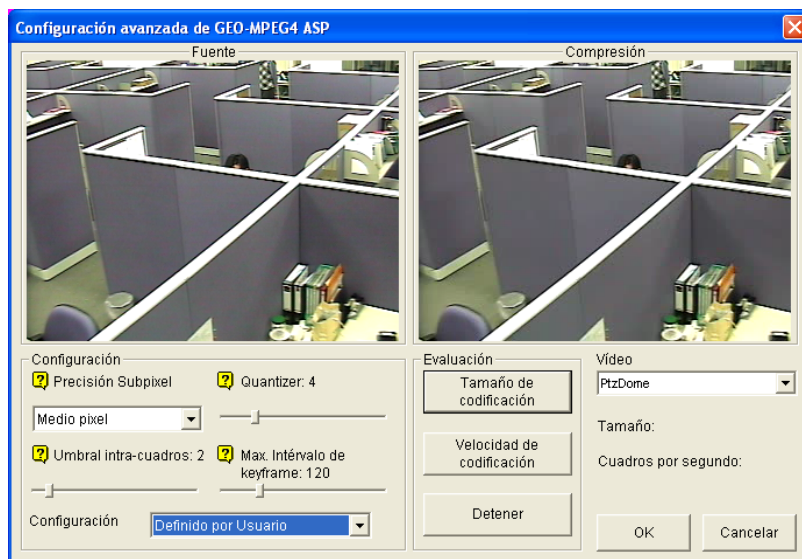 Configuración avanzada de GEO-MPEG4 ASP
Fuente
Compresión
Configuración
Precisión Subpixel
Quantizer: 4
Medio pixel
Umbral intra-cuadros: 2
Max. Intérvalo de
keyframe: 120
Configuración
Definido por Usuario
Evaluación
Tamaño de
codificación
Velocidad de
codificación
Detener
Vídeo
PtzDome
Tamaño:
Cuadros por segundo:
OK
Cancelar